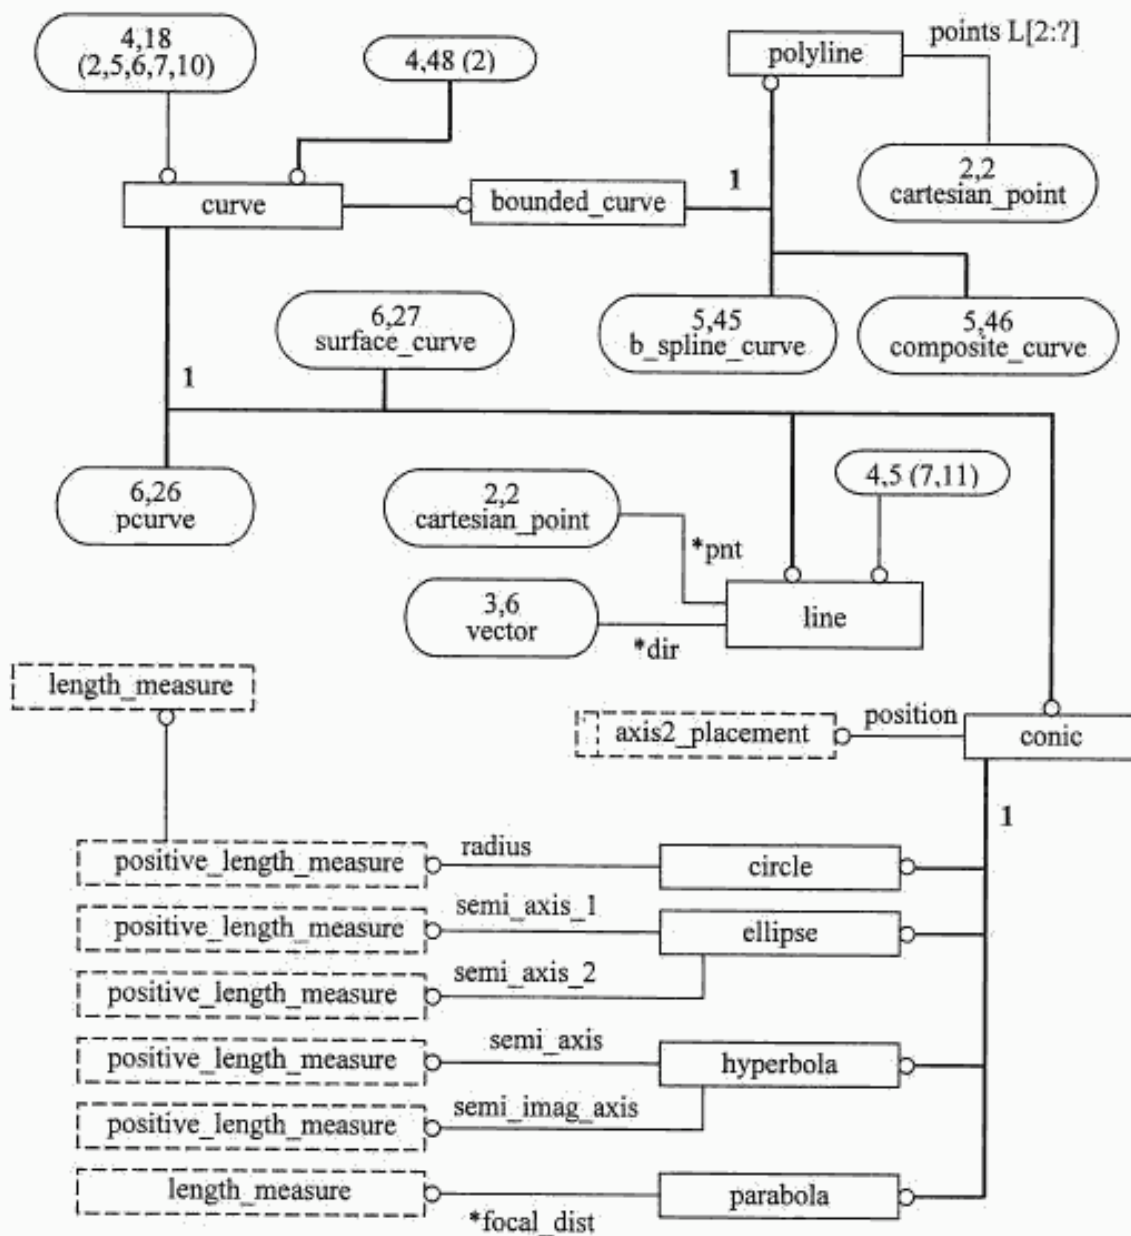 4,18
(2,5,6,7,10)
4,48 (2)
polyline
points L[2:?]
2,2
cartesian_point
curve
bounded_curve
1
6,27
surface_curve
5,45
b_spline_curve
5,46
composite_curve
1
6,26
pcurve
2,2
cartesian_point
4,5 (7,11)
*pnt
3,6
vector
*dir
line
length_measure
axis2_placement
position
conic
1
positive_length_measure
radius
circle
positive_length_measure
semi_axis_1
ellipse
positive_length_measure
semi_axis_2
positive_length_measure
semi_axis
hyperbola
positive_length_measure
semi_imag_axis
length_measure
*focal_dist
parabola